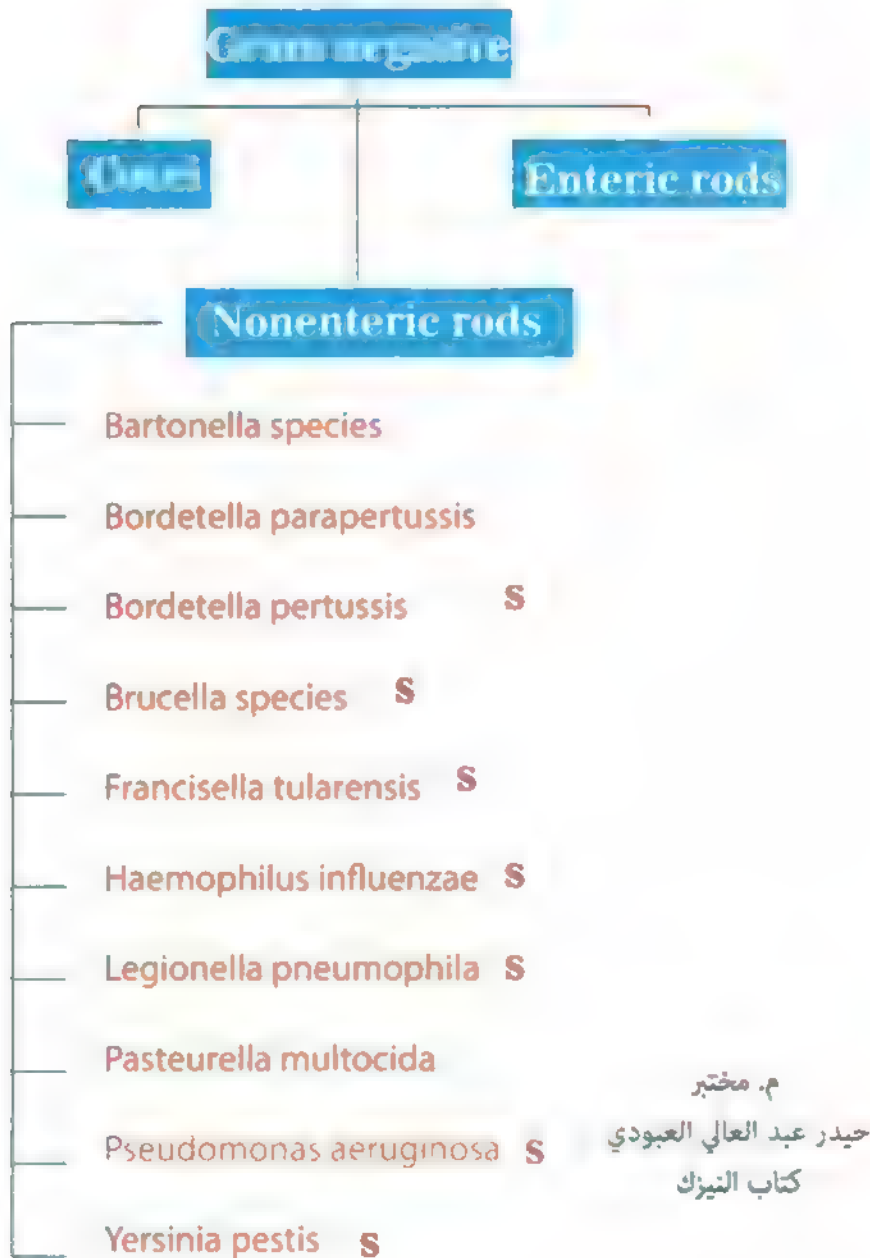 Gram negative
Enteric rods
Nonenteric rods
Bartonella species
Bordetella parapertussis
Bordetella pertussis S
Brucella species S
Francisella tularensis S
Haemophilus influenzae S
Legionella pneumophila S
Pasteurella multocida
Pseudomonas aeruginosa S
Yersinia pestis S
م. مختبر
حيدر عبد العالي العبودي
كتاب النيزك